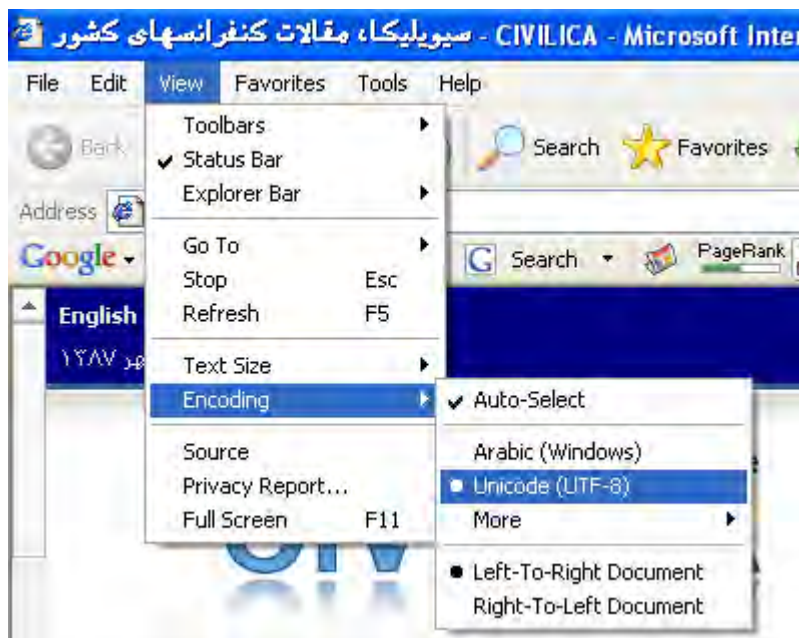 سیویلیکا، مقالات کنفرانسهای کشور - CIVILICA - Microsoft Inter
File Edit View Favorites Tools Help
Back Search Favorites
Address
Google Search PageRank
English
مهر ۱۳۸۷
Toolbars
Status Bar
Explorer Bar
Go To
Stop Esc
Refresh F5
Text Size
Encoding
Source
Privacy Report...
Full Screen F11
Auto-Select
Arabic (Windows)
Unicode (UTF-8)
More
Left-To-Right Document
Right-To-Left Document
CIV